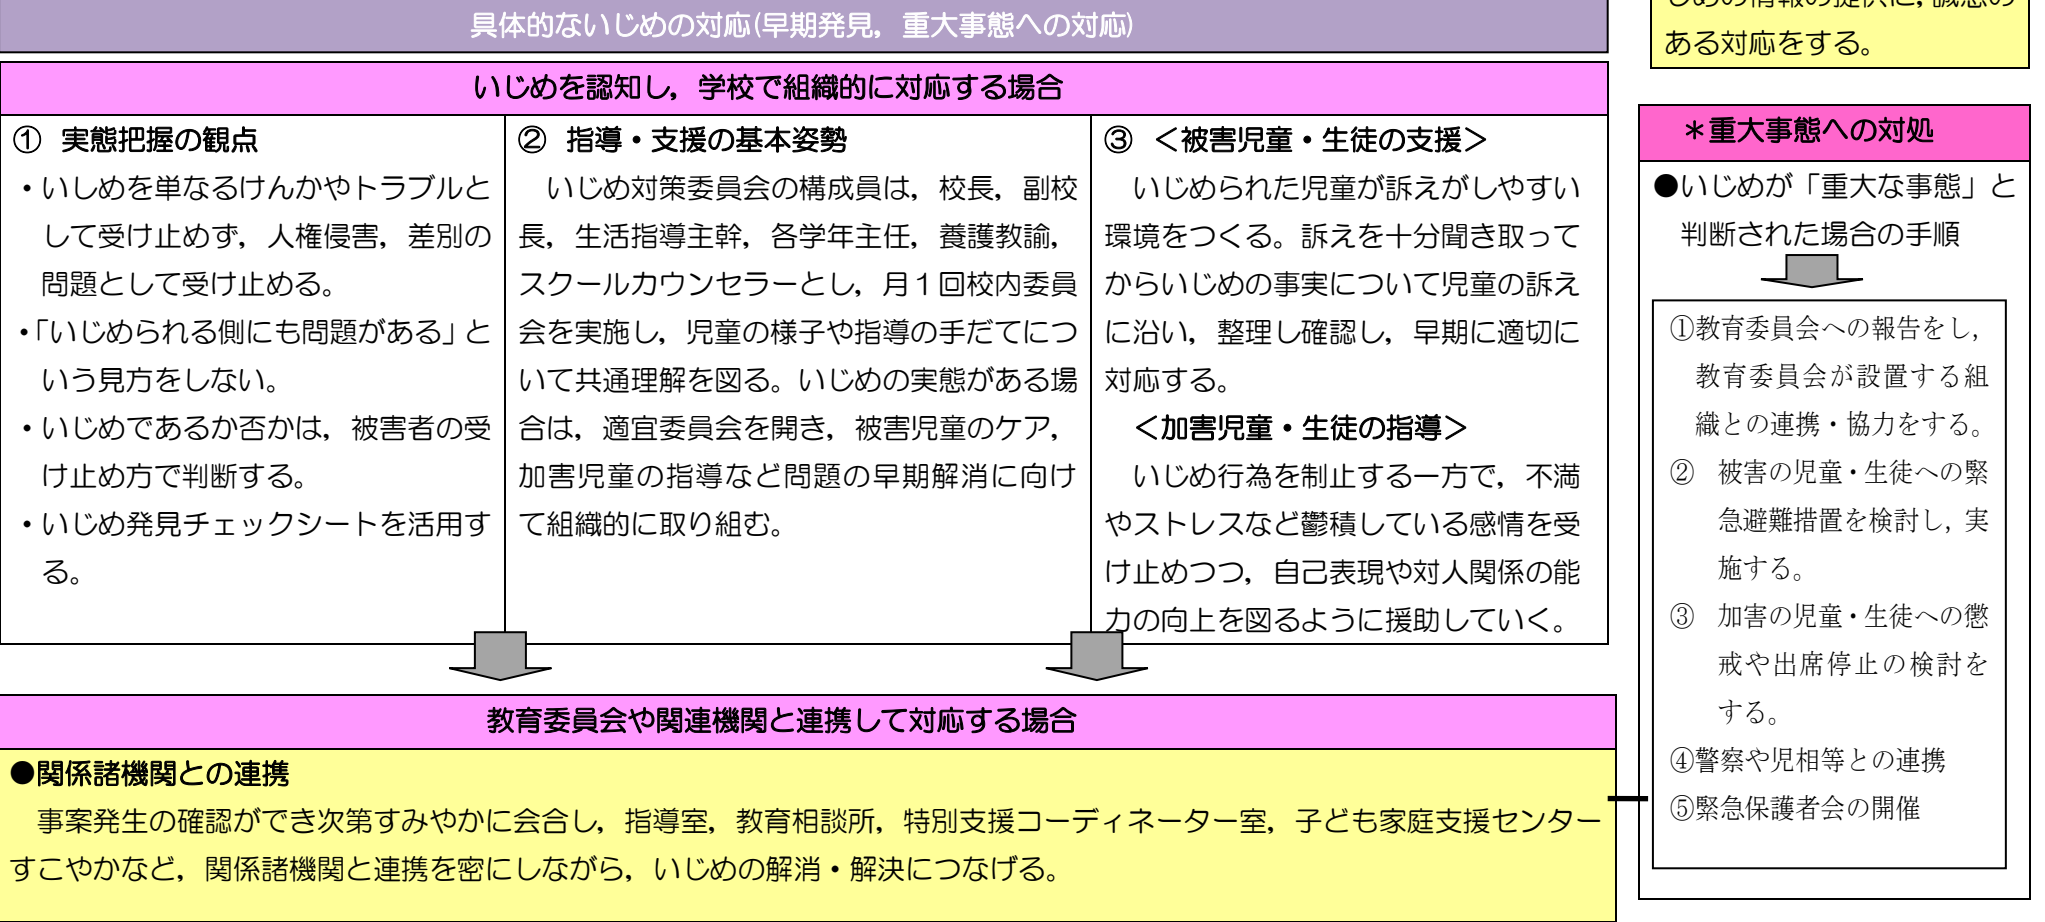 具体的ないじめの対応(早期発見，重大事態への対応)
いじめを認知し，学校で組織的に対応する場合
① 実態把握の観点
・いしめを単なるけんかやトラブルと
して受け止めず，人権侵害，差別の
問題として受け止める。
・「いじめられる側にも問題がある」と
いう見方をしない。
・いじめであるか否かは，被害者の受
け止め方で判断する。
・いじめ発見チェックシートを活用す
る。
② 指導・支援の基本姿勢
いじめ対策委員会の構成員は，校長，副校
長，生活指導主幹，各学年主任，養護教諭，
スクールカウンセラーとし，月１回校内委員
会を実施し，児童の様子や指導の手だてにつ
いて共通理解を図る。いじめの実態がある場
合は，適宜委員会を開き，被害児童のケア，
加害児童の指導など問題の早期解消に向け
て組織的に取り組む。
③ ＜被害児童・生徒の支援＞
いじめられた児童が訴えがしやすい
環境をつくる。訴えを十分聞き取って
からいじめの事実について児童の訴え
に沿い，整理し確認し，早期に適切に
対応する。
＜加害児童・生徒の指導＞
いじめ行為を制止する一方で，不満
やストレスなど鬱積している感情を受
け止めつつ，自己表現や対人関係の能
力の向上を図るように援助していく。
教育委員会や関連機関と連携して対応する場合
●関係諸機関との連携
事案発生の確認ができ次第すみやかに会合し，指導室，教育相談所，特別支援コーディネーター室，子ども家庭支援センター
すこやかなど，関係諸機関と連携を密にしながら，いじめの解消・解決につなげる。
じめの情報の提供に，誠意の
ある対応をする。
＊重大事態への対処
●いじめが「重大な事態」と
判断された場合の手順
①教育委員会への報告をし，
教育委員会が設置する組
織との連携・協力をする。
② 被害の児童・生徒への緊
急避難措置を検討し，実
施する。
③ 加害の児童・生徒への懲
戒や出席停止の検討を
する。
④警察や児相等との連携
⑤緊急保護者会の開催